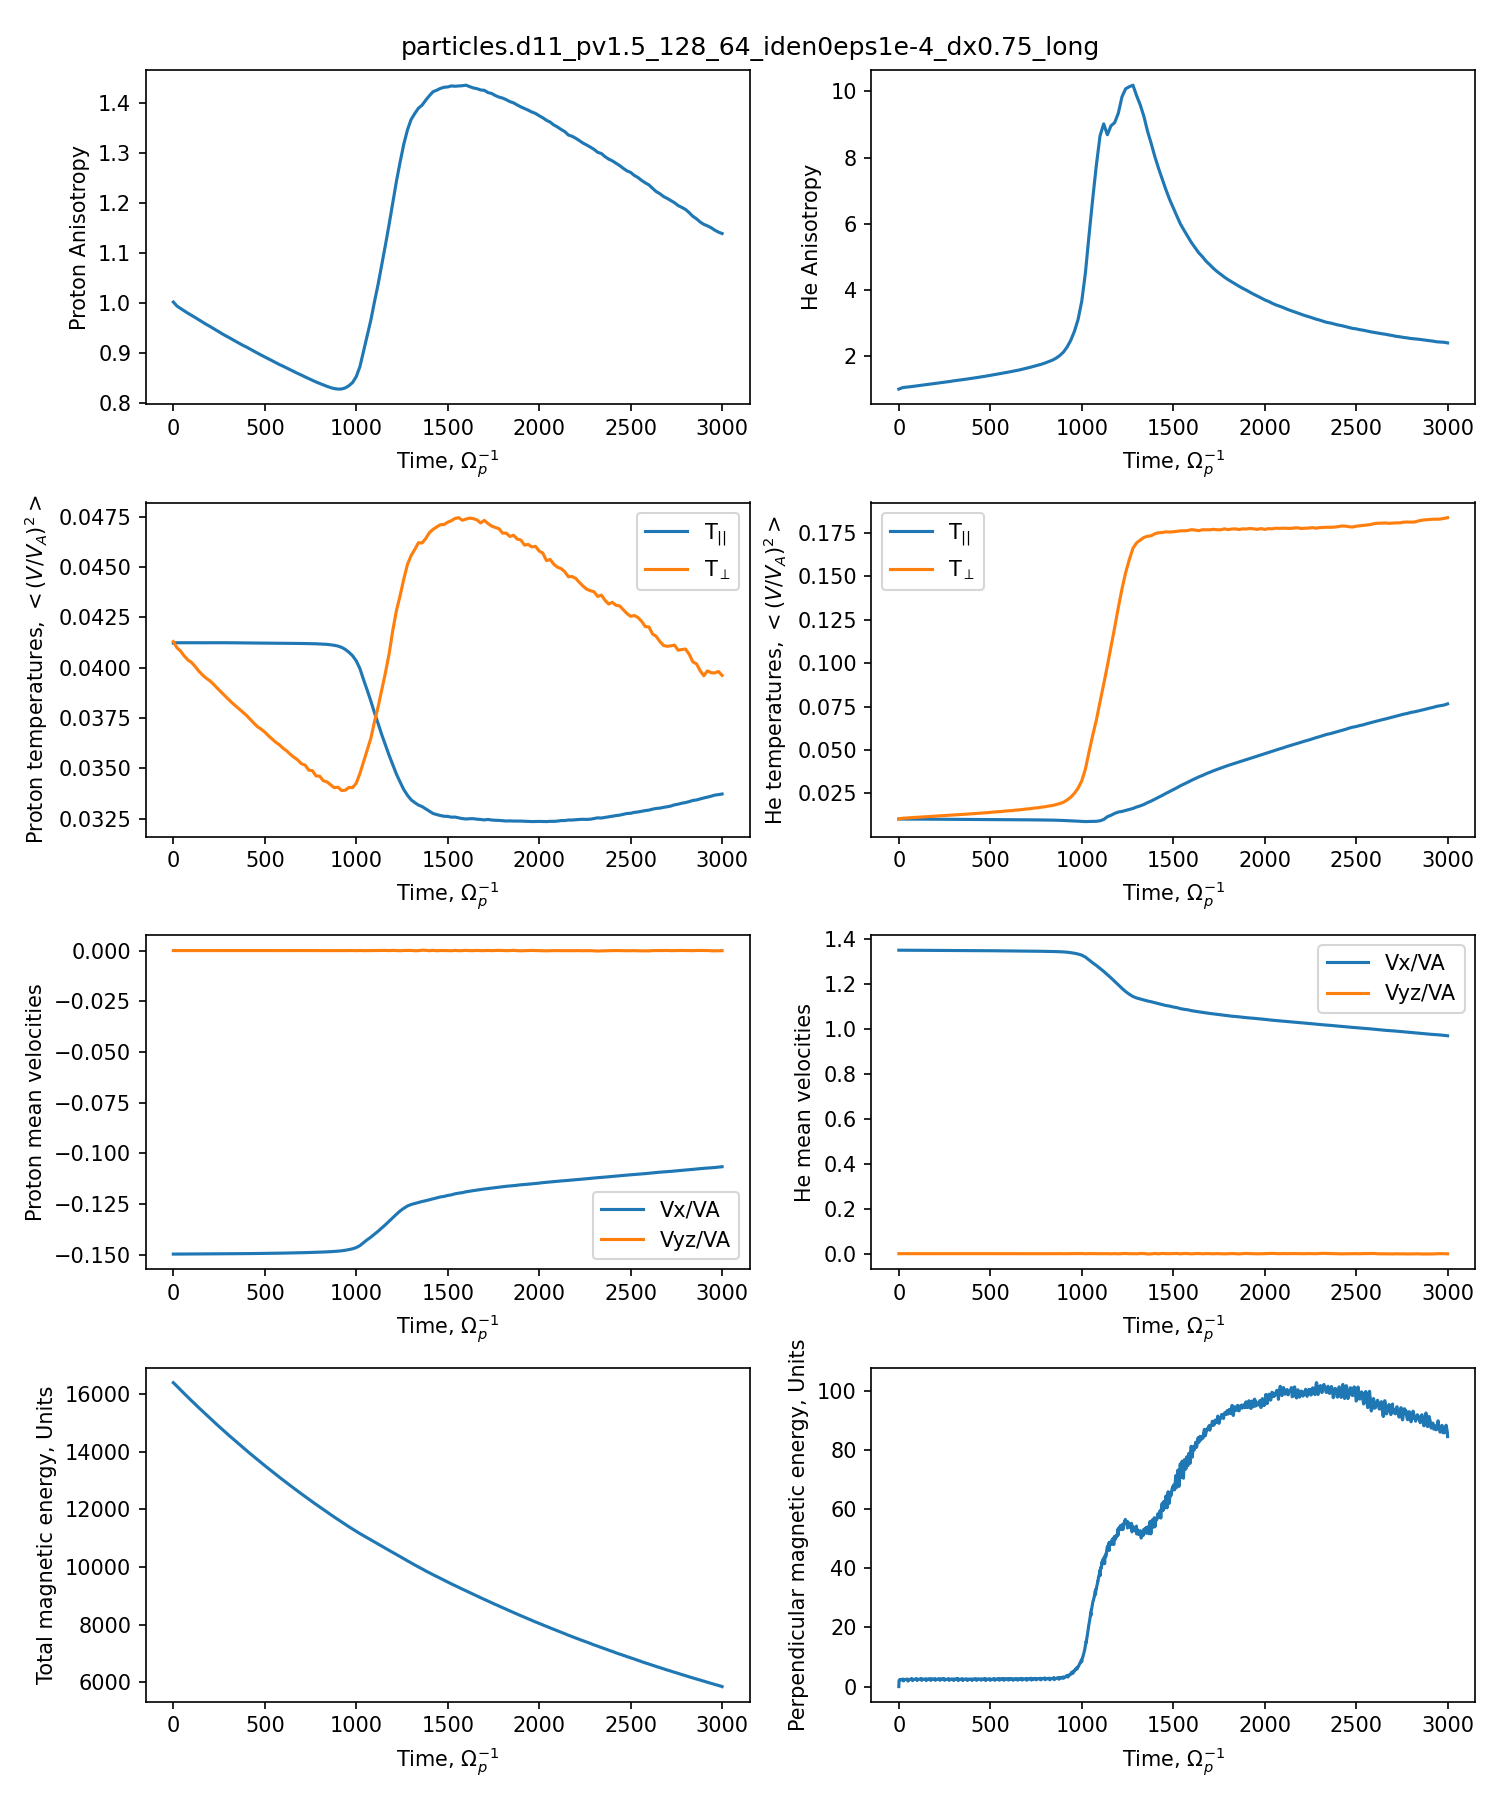 particles.d11_pv1.5_128_64_iden0eps1e-4_dx0.75_long
Proton Anisotropy
1.4
1.3
1.2
1.1
1.0
0.9
0.8
0 500 1000 1500 2000 2500 3000
Time, Ω_p^{-1}
He Anisotropy
10
8
6
4
2
0 500 1000 1500 2000 2500 3000
Time, Ω_p^{-1}
Proton temperatures, < (V/V_A)^2 >
0.0475
0.0450
0.0425
0.0400
0.0375
0.0350
0.0325
T_{||}
T_⊥
0 500 1000 1500 2000 2500 3000
Time, Ω_p^{-1}
He temperatures, < (V/V_A)^2 >
0.175
0.150
0.125
0.100
0.075
0.050
0.025
T_{||}
T_⊥
0 500 1000 1500 2000 2500 3000
Time, Ω_p^{-1}
Proton mean velocities
0.000
−0.025
−0.050
−0.075
−0.100
−0.125
−0.150
Vx/VA
Vyz/VA
0 500 1000 1500 2000 2500 3000
Time, Ω_p^{-1}
He mean velocities
1.4
1.2
1.0
0.8
0.6
0.4
0.2
0.0
Vx/VA
Vyz/VA
0 500 1000 1500 2000 2500 3000
Time, Ω_p^{-1}
Total magnetic energy, Units
16000
14000
12000
10000
8000
6000
0 500 1000 1500 2000 2500 3000
Time, Ω_p^{-1}
Perpendicular magnetic energy, Units
100
80
60
40
20
0
0 500 1000 1500 2000 2500 3000
Time, Ω_p^{-1}